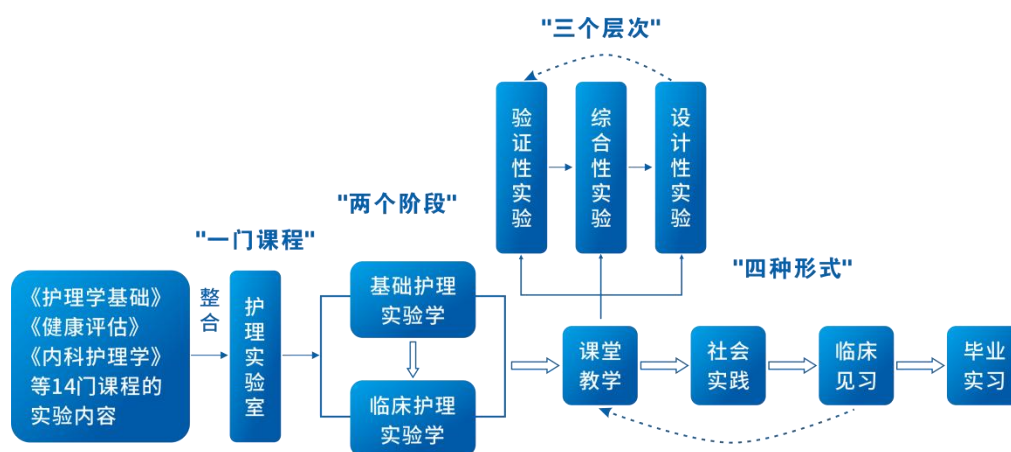 "三个层次"
验证性实验
综合性实验
设计性实验
"两个阶段"
"一门课程"
"四种形式"
《护理学基础》
《健康评估》
《内科护理学》
等14门课程的
实验内容
整合
护理实验室
基础护理
实验学
临床护理
实验学
课堂
教学
社会
实践
临床
见习
毕业
实习